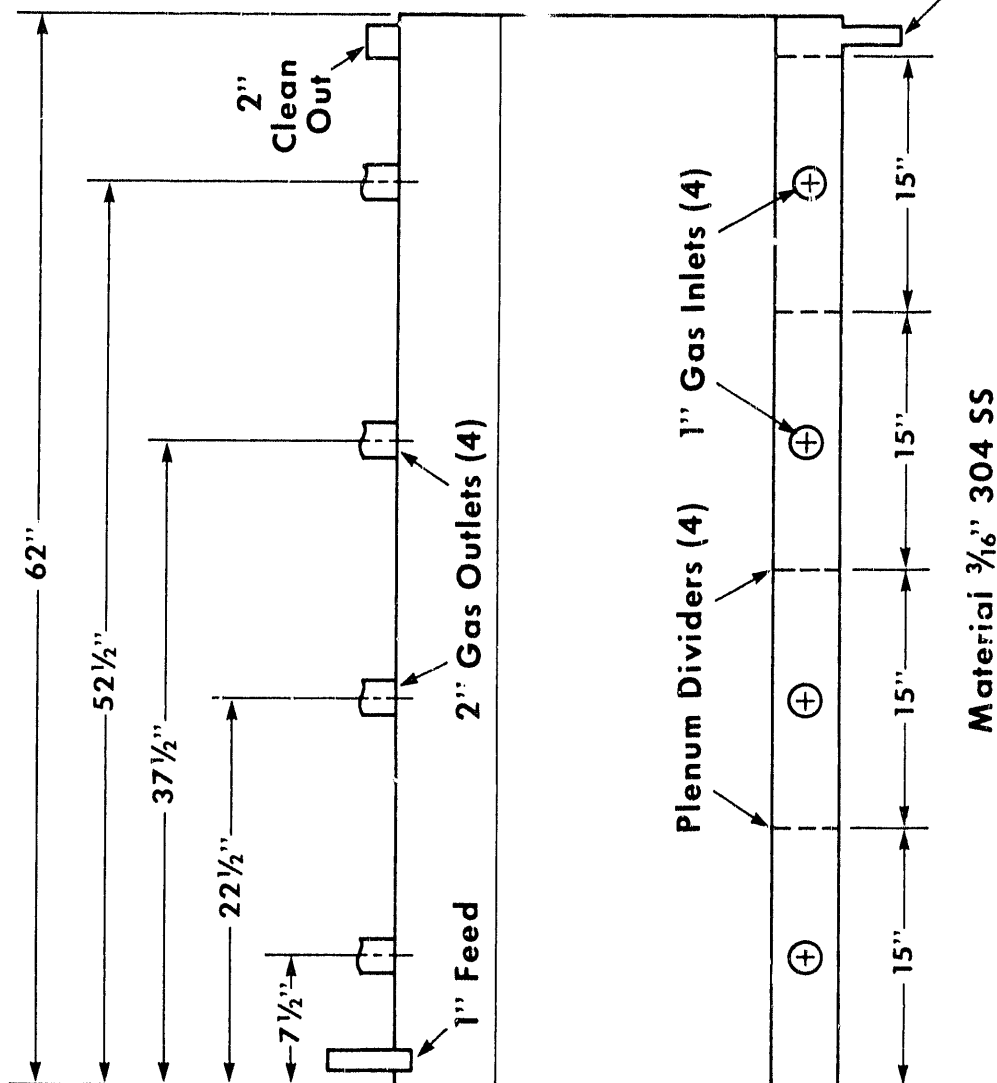 62”
52½”
37½”
22½”
7½”
2”
Clean
Out
2” Gas Outlets (4)
1” Feed
1” Gas Inlets (4)
Plenum Dividers (4)
15”
15”
15”
15”
Material 3⁄16” 304 SS